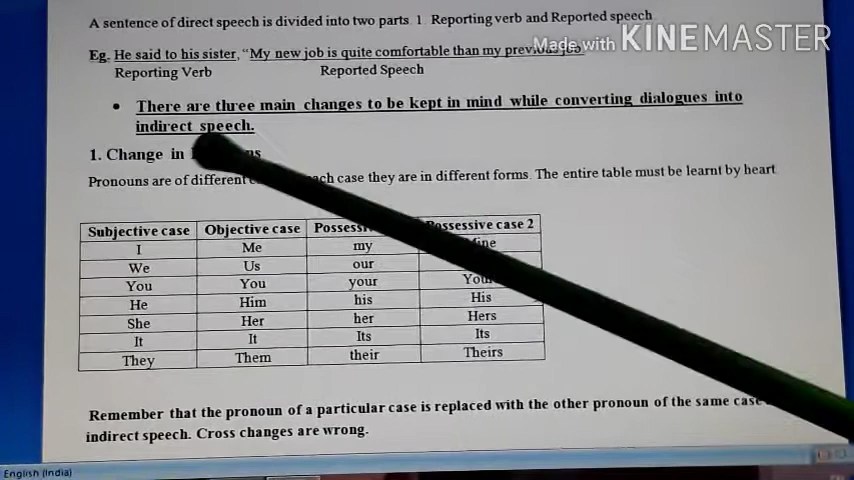 A sentence of direct speech is divided into two parts 1 Reporting verb and Reported speech
Eg. He said to his sister, "My new job is quite comfortable than my previous job
Made with KINEMASTER
Reporting Verb Reported Speech
• There are three main changes to be kept in mind while converting dialogues into
indirect speech.
1. Change in
Pronouns are of different case they are in different forms. The entire table must be learnt by heart
Subjective case Objective case Possessive case 2
I Me my Mine
We Us our
You You your
He Him his His
She Her her Hers
It It Its Its
They Them their Theirs
Remember that the pronoun of a particular case is replaced with the other pronoun of the same case
indirect speech. Cross changes are wrong.
English (India)